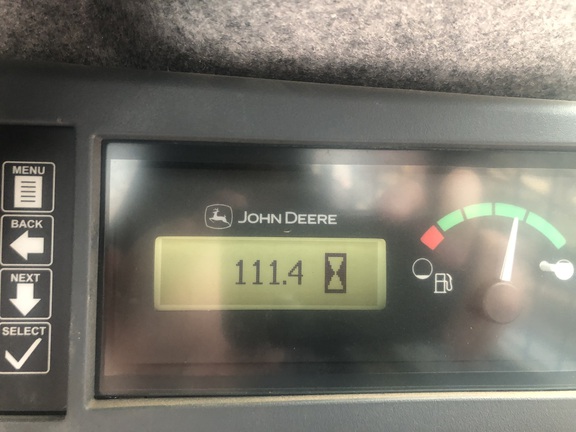 MENU
BACK
NEXT
SELECT
JOHN DEERE
111.4